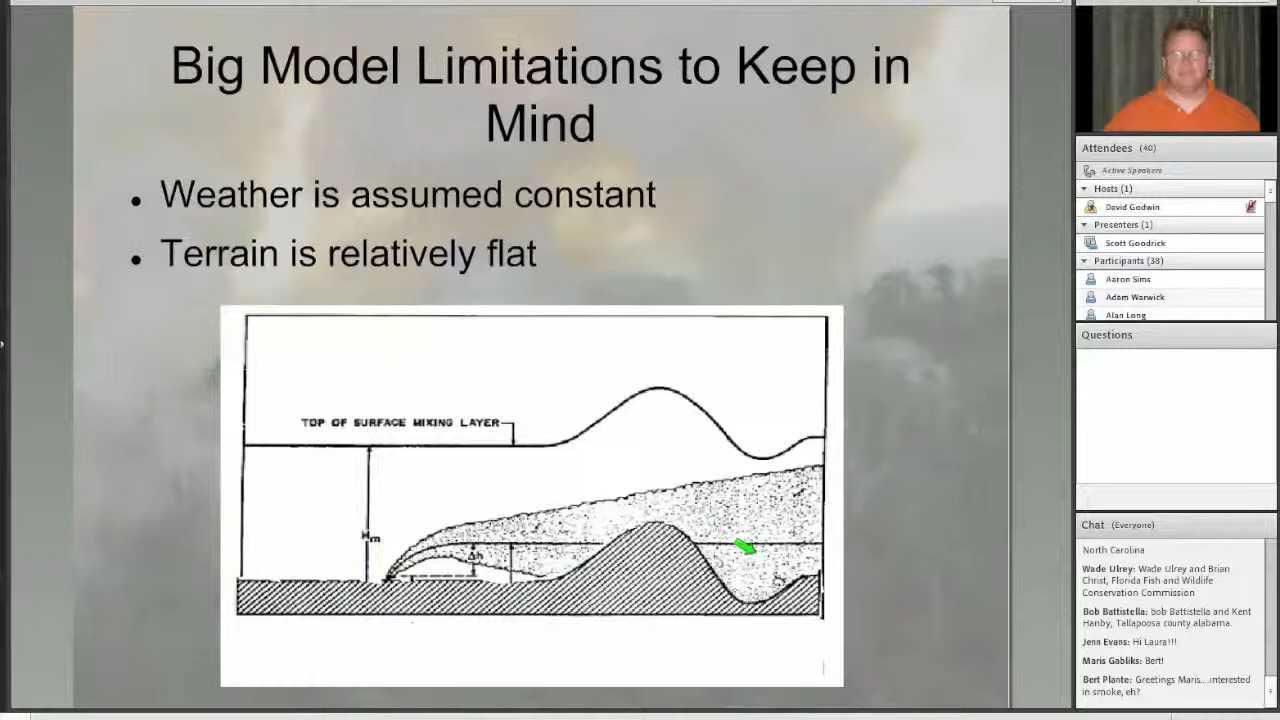 Big Model Limitations to Keep in
Mind
• Weather is assumed constant
• Terrain is relatively flat
TOP OF SURFACE MIXING LAYER
Hm
Δh
Attendees (40)
Active Speakers
Hosts (1)
David Godwin
Presenters (1)
Scott Goodrick
Participants (38)
Aaron Sims
Adam Warwick
Alan Long
Questions
Chat (Everyone)
North Carolina
Wade Ulrey: Wade Ulrey and Brian
Christ, Florida Fish and Wildlife
Conservation Commission
Bob Battistella: bob Battistella and Kent
Hanby, Tallapoosa county alabama.
Jenn Evans: Hi Laura!!!
Maris Gabliks: Bert!
Bert Plante: Greetings Maris....interested
in smoke, eh?